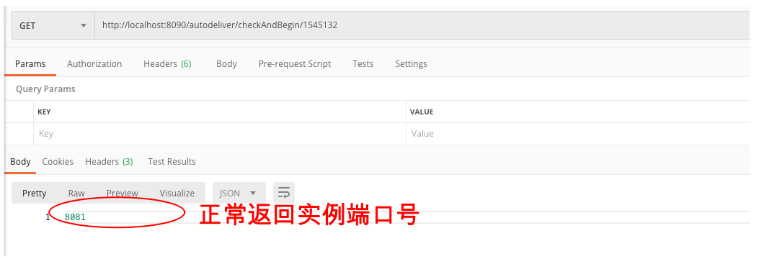 GET http://localhost:8090/autodeliver/checkAndBegin/1545132
Params Authorization Headers (6) Body Pre-request Script Tests Settings
Query Params
KEY VALUE
Key Value
Body Cookies Headers (3) Test Results
Pretty Raw Preview Visualize JSON
1 8081 正常返回实例端口号